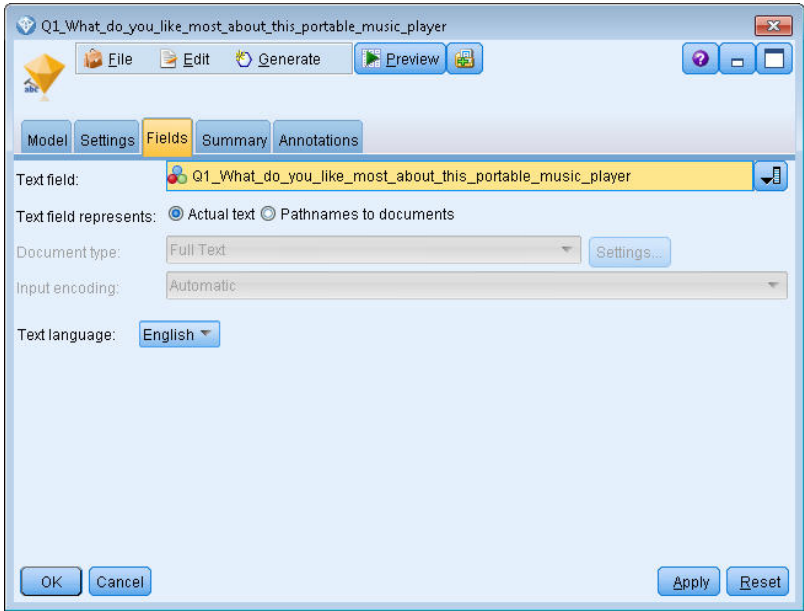 Q1_What_do_you_like_most_about_this_portable_music_player
File Edit Generate Preview
abc
Model Settings Fields Summary Annotations
Text field: Q1_What_do_you_like_most_about_this_portable_music_player
Text field represents: Actual text Pathnames to documents
Document type: Full Text Settings...
Input encoding: Automatic
Text language: English
OK Cancel Apply Reset